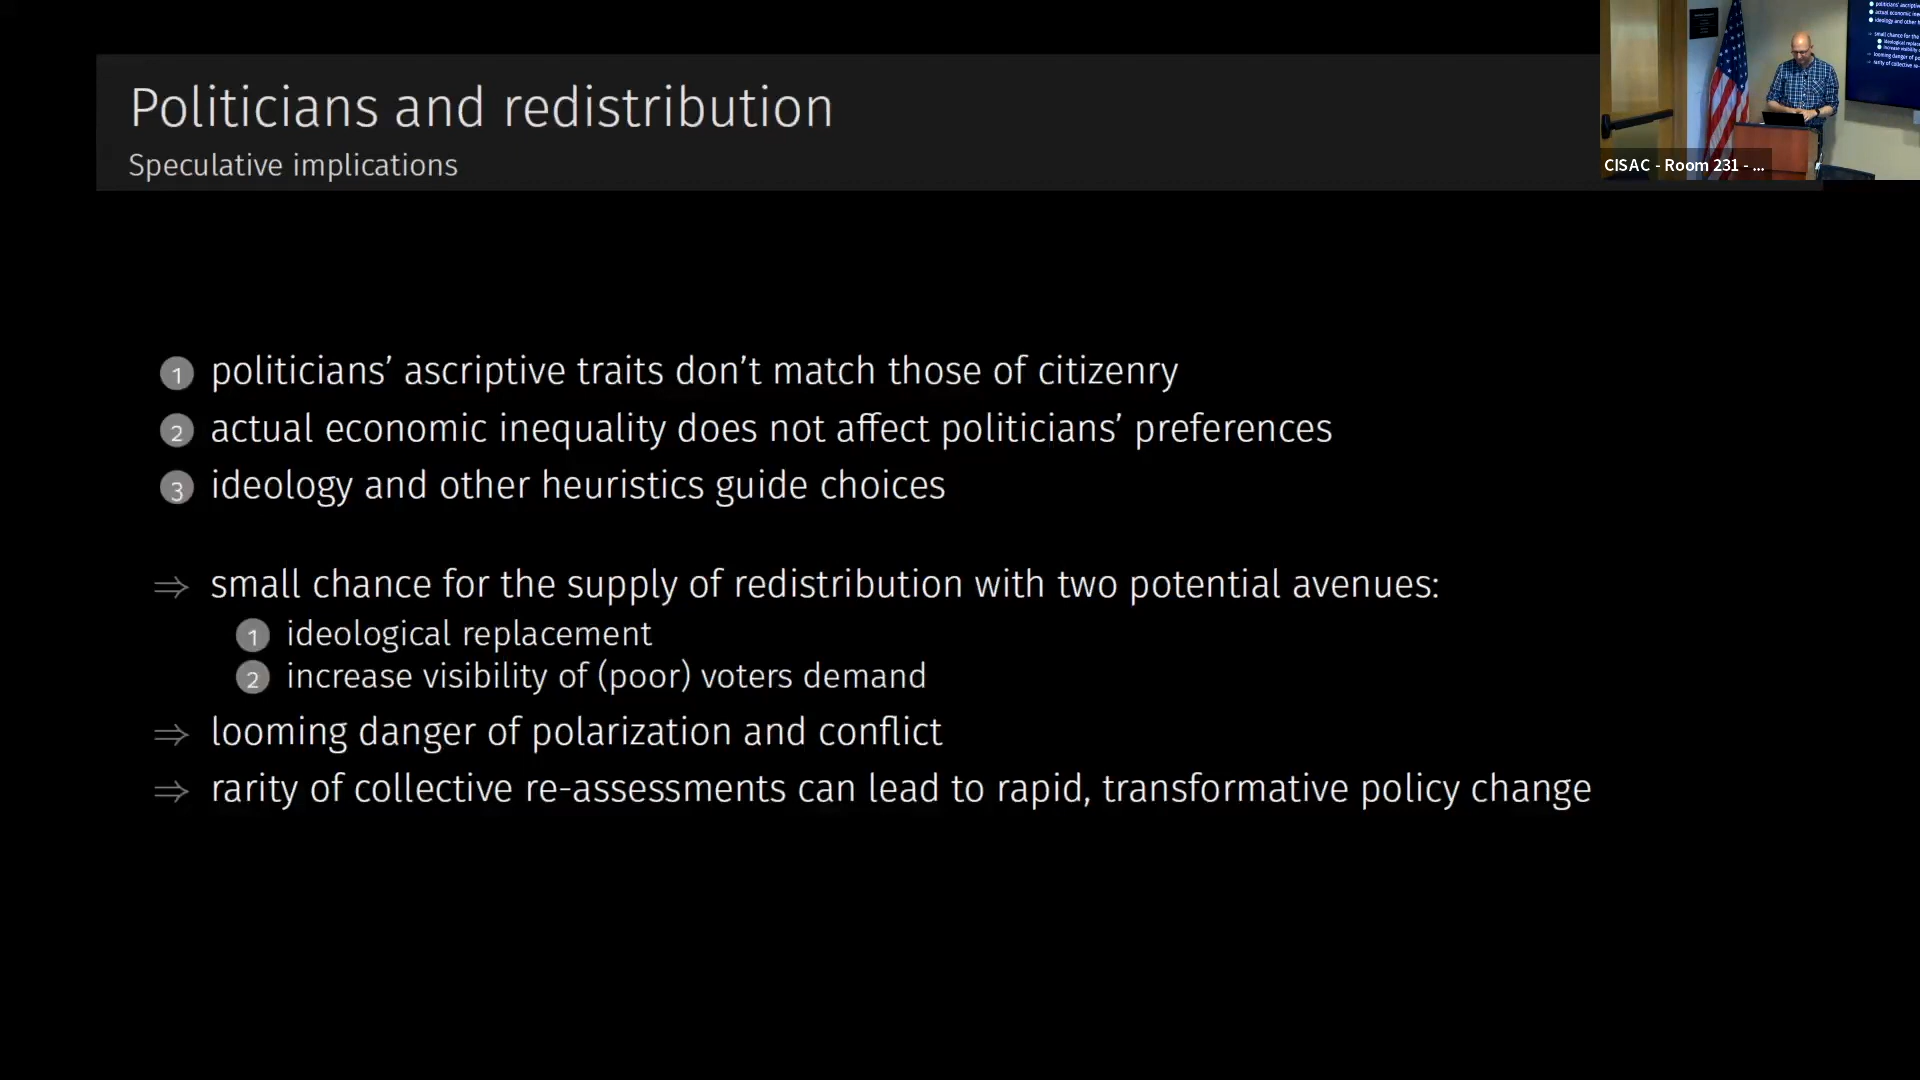 Politicians and redistribution
Speculative implications
CISAC - Room 231 - ...
1 politicians’ ascriptive traits don’t match those of citizenry
2 actual economic inequality does not affect politicians’ preferences
3 ideology and other heuristics guide choices
⇒ small chance for the supply of redistribution with two potential avenues:
1 ideological replacement
2 increase visibility of (poor) voters demand
⇒ looming danger of polarization and conflict
⇒ rarity of collective re-assessments can lead to rapid, transformative policy change